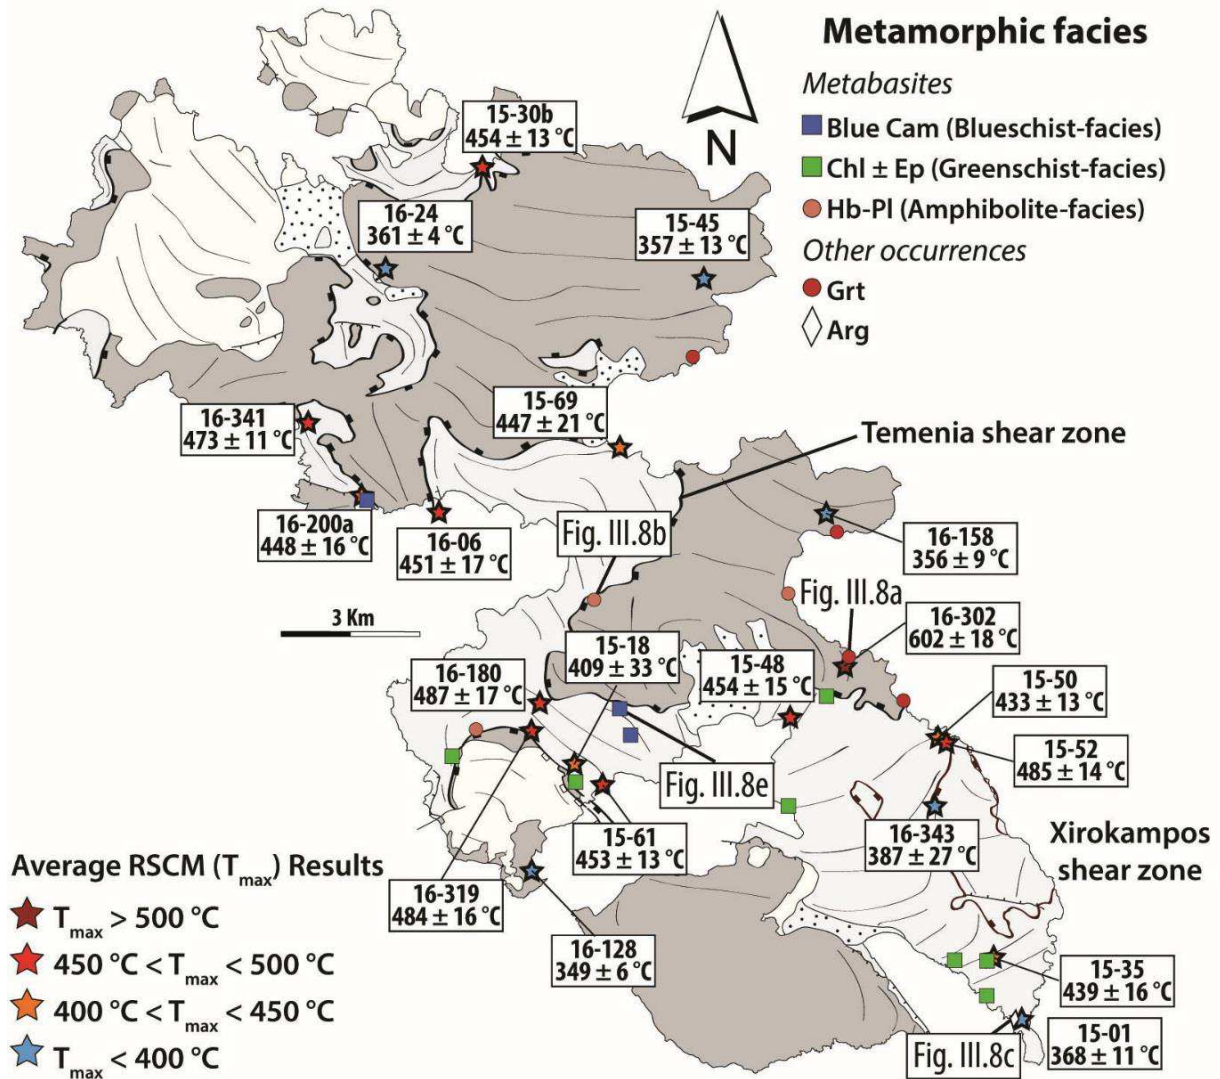 Metamorphic facies
Metabasites
Blue Cam (Blueschist-facies)
Chl ± Ep (Greenschist-facies)
Hb-Pl (Amphibolite-facies)
Other occurrences
Grt
Arg
N
15-30b
454 ± 13 °C
16-24
361 ± 4 °C
15-45
357 ± 13 °C
15-69
447 ± 21 °C
16-341
473 ± 11 °C
Temenia shear zone
16-200a
448 ± 16 °C
16-06
451 ± 17 °C
Fig. III.8b
16-158
356 ± 9 °C
3 Km
Fig. III.8a
16-302
602 ± 18 °C
15-18
409 ± 33 °C
15-48
454 ± 15 °C
16-180
487 ± 17 °C
15-50
433 ± 13 °C
15-52
485 ± 14 °C
Fig. III.8e
15-61
453 ± 13 °C
16-343
387 ± 27 °C
Xirokampos
shear zone
16-319
484 ± 16 °C
16-128
349 ± 6 °C
15-35
439 ± 16 °C
15-01
368 ± 11 °C
Fig. III.8c
Average RSCM (Tmax) Results
Tmax > 500 °C
450 °C < Tmax < 500 °C
400 °C < Tmax < 450 °C
Tmax < 400 °C